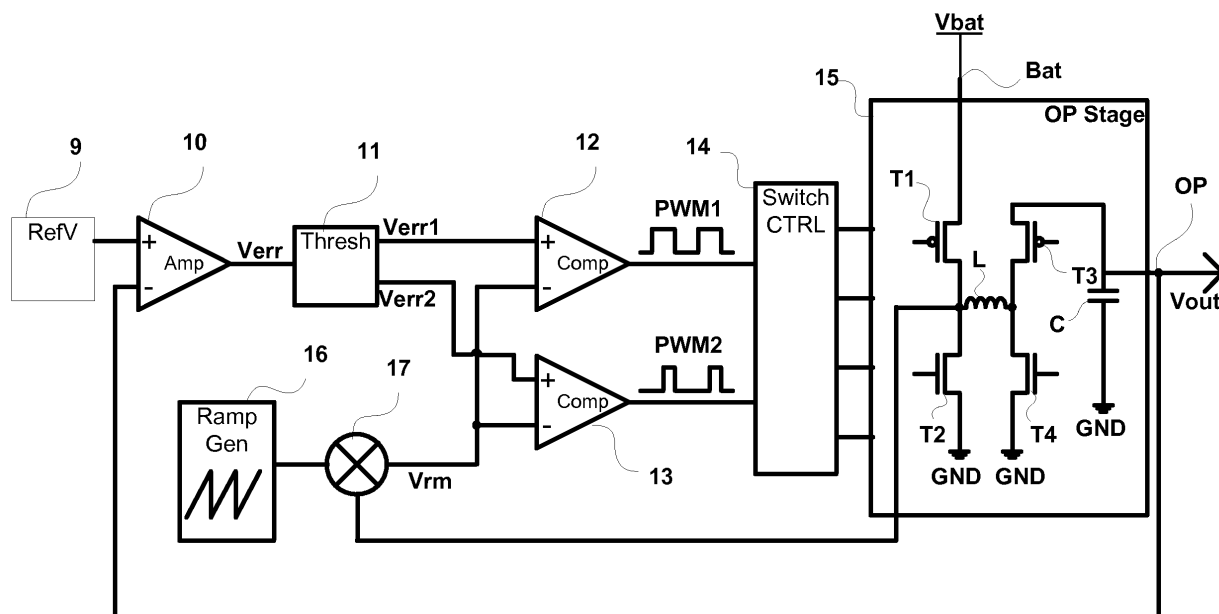 Vbat
Bat
15
OP Stage
9
10
11
12
14
RefV
+
-
Amp
Verr
Thresh
Verr1
Verr2
+
-
Comp
PWM1
Switch
CTRL
T1
L
T3
OP
Vout
C
GND
T2
T4
GND
GND
16
17
Ramp
Gen
Vrm
+
-
Comp
PWM2
13